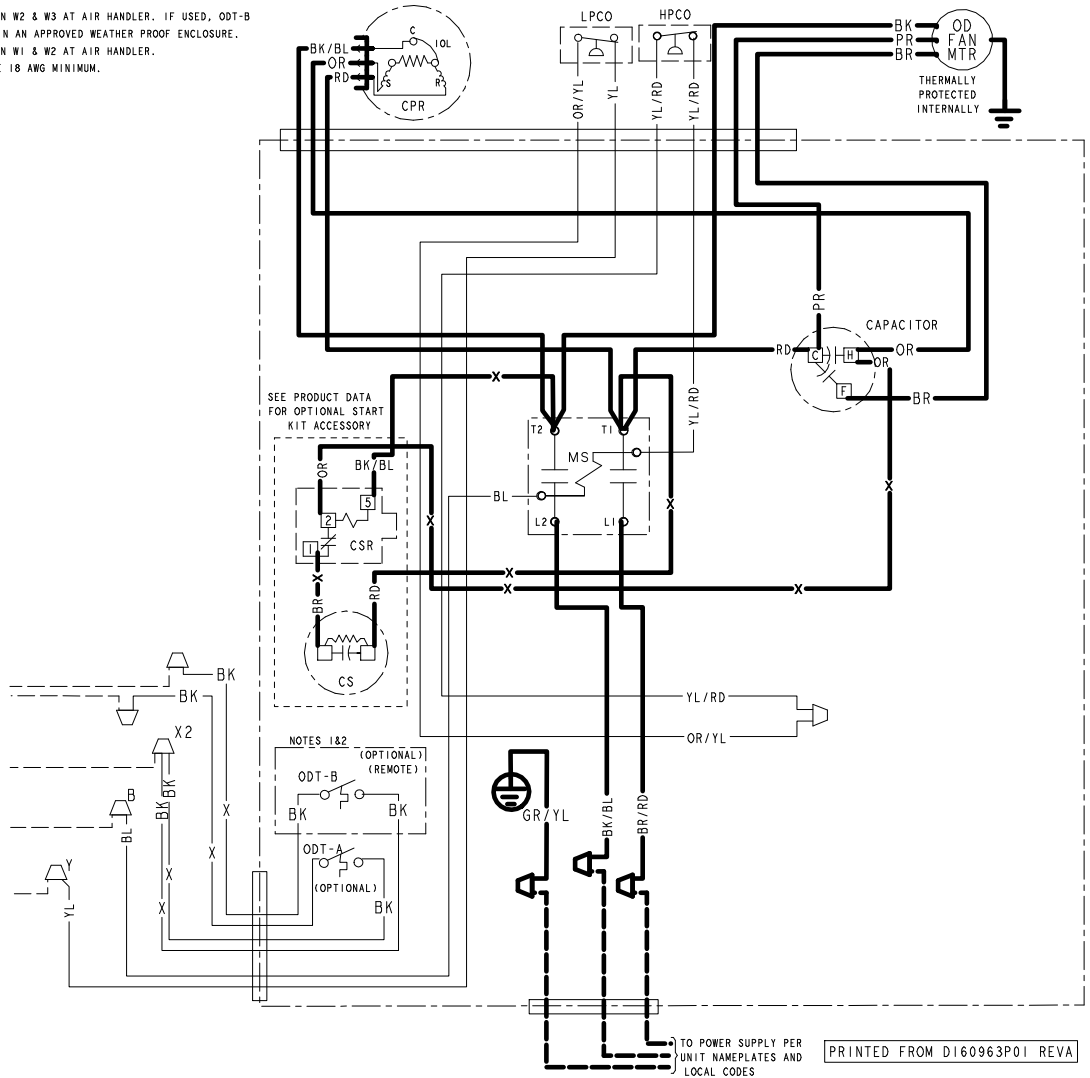 N W2 & W3 AT AIR HANDLER. IF USED, ODT-B
N AN APPROVED WEATHER PROOF ENCLOSURE.
N W1 & W2 AT AIR HANDLER.
18 AWG MINIMUM.
BK/BL
OR
RD
C
IOL
S
R
CPR
LPCO
HPCO
OR/YL
YL
YL/RD
YL/RD
BK
PR
BR
OD
FAN
MTR
THERMALLY
PROTECTED
INTERNALLY
PR
CAPACITOR
RD
C
H
OR
OR
F
BR
X
YL/RD
SEE PRODUCT DATA
FOR OPTIONAL START
KIT ACCESSORY
T2
T1
MS
OR
BK/BL
5
BL
X
X
2
X
L2
L1
1
CSR
X
X
BR
RD
X
X
CS
BK
BK
YL/RD
X2
OR/YL
NOTES 1&2
(OPTIONAL)
(REMOTE)
ODT-B
BK
BK
BK
BK
B
X
GR/YL
BK/BL
BR/RD
BL
ODT-A
X
Y
X
(OPTIONAL)
BK
X
YL
TO POWER SUPPLY PER
UNIT NAMEPLATES AND
LOCAL CODES
PRINTED FROM D160963P01 REVA